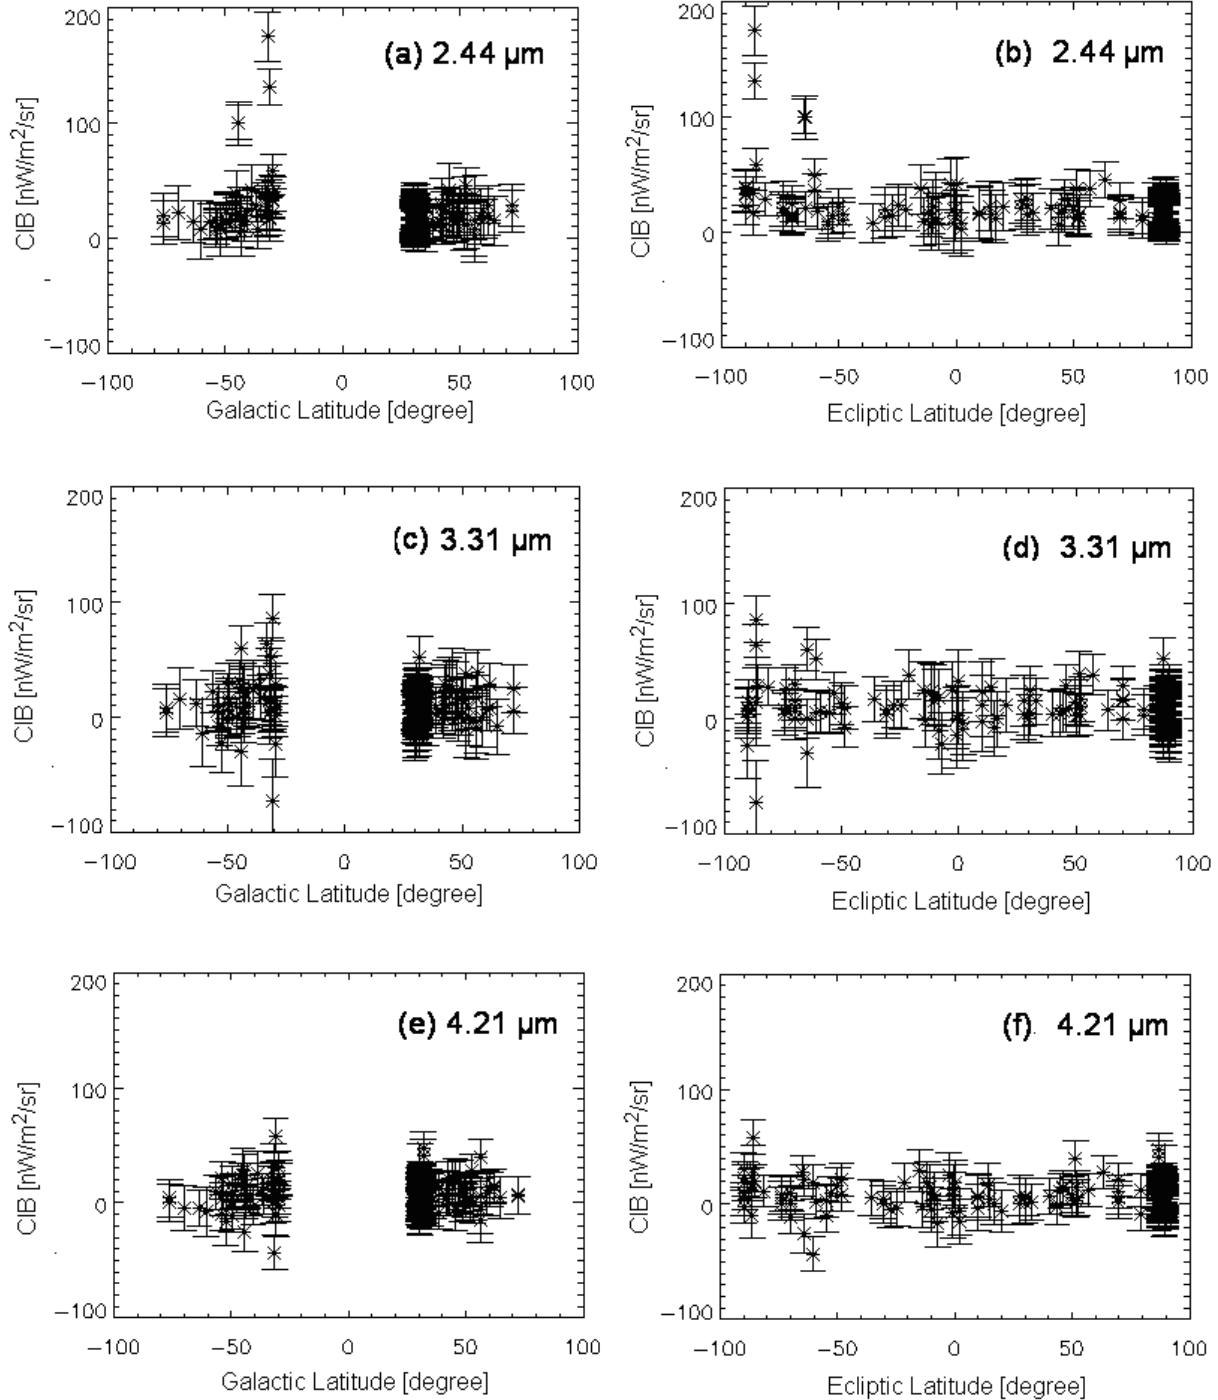 200
(a) 2.44 µm
100
0
−100
CIB [nW/m²/sr]
−100 −50 0 50 100
Galactic Latitude [degree]
200
(b) 2.44 µm
100
0
−100
CIB [nW/m²/sr]
−100 −50 0 50 100
Ecliptic Latitude [degree]
200
(c) 3.31 µm
100
0
−100
CIB [nW/m²/sr]
−100 −50 0 50 100
Galactic Latitude [degree]
200
(d) 3.31 µm
100
0
−100
CIB [nW/m²/sr]
−100 −50 0 50 100
Ecliptic Latitude [degree]
200
(e) 4.21 µm
100
0
−100
CIB [nW/m²/sr]
−100 −50 0 50 100
Galactic Latitude [degree]
200
(f) 4.21 µm
100
0
−100
CIB [nW/m²/sr]
−100 −50 0 50 100
Ecliptic Latitude [degree]